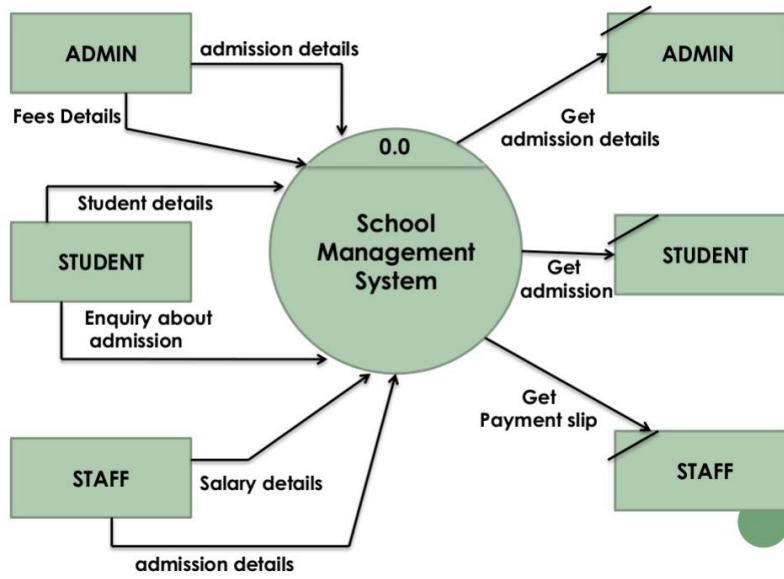 ADMIN
admission details
ADMIN
Fees Details
Get
admission details
0.0
Student details
School
Management
System
STUDENT
STUDENT
Get
admission
Enquiry about
admission
Get
Payment slip
STAFF
Salary details
STAFF
admission details